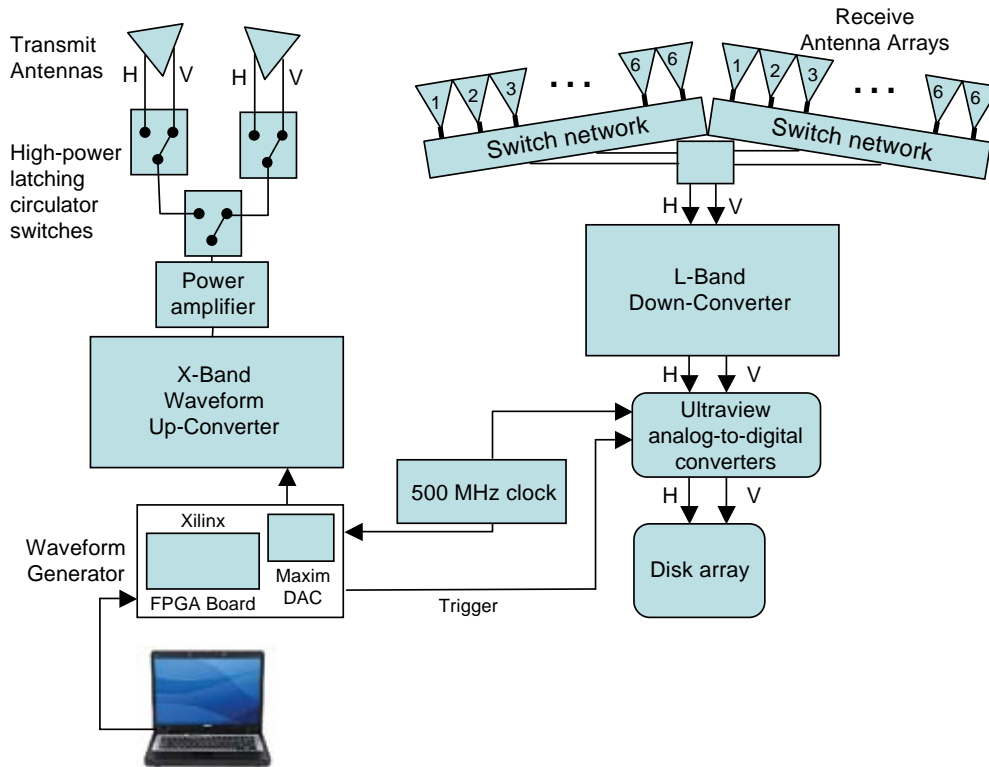 Transmit
Antennas
H
V
H
V
High-power
latching
circulator
switches
Power
amplifier
X-Band
Waveform
Up-Converter
Waveform
Generator
Xilinx
FPGA Board
Maxim
DAC
500 MHz clock
Trigger
Receive
Antenna Arrays
1
2
3
...
6
6
1
2
3
...
6
6
Switch network
Switch network
H
V
L-Band
Down-Converter
H
V
Ultraview
analog-to-digital
converters
H
V
Disk array